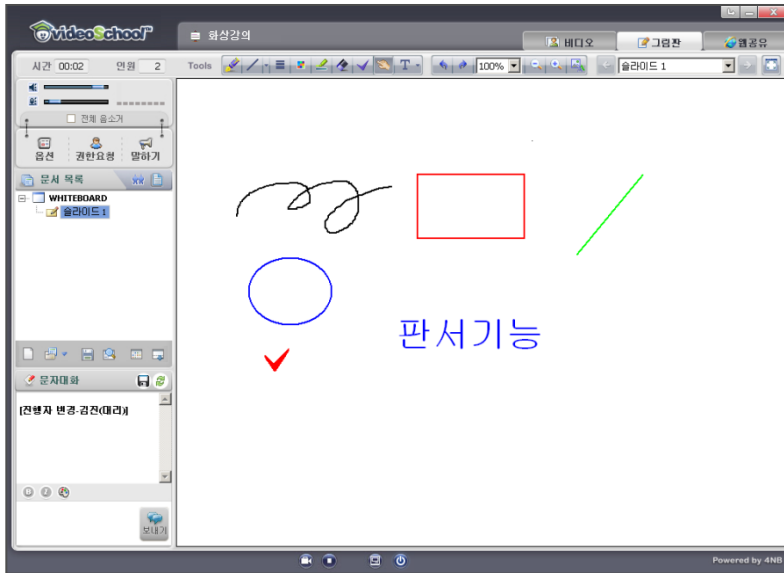 videoSchool
화상강의
비디오
그림판
웹공유
시간 00:02 인원 2
Tools
100%
슬라이드 1
전체 음소거
옵션 권한요청 말하기
문서 목록
WHITEBOARD
슬라이드 1
판서기능
문자대화
[진행자 변경-김진(대리)]
보내기
Powered by 4NB